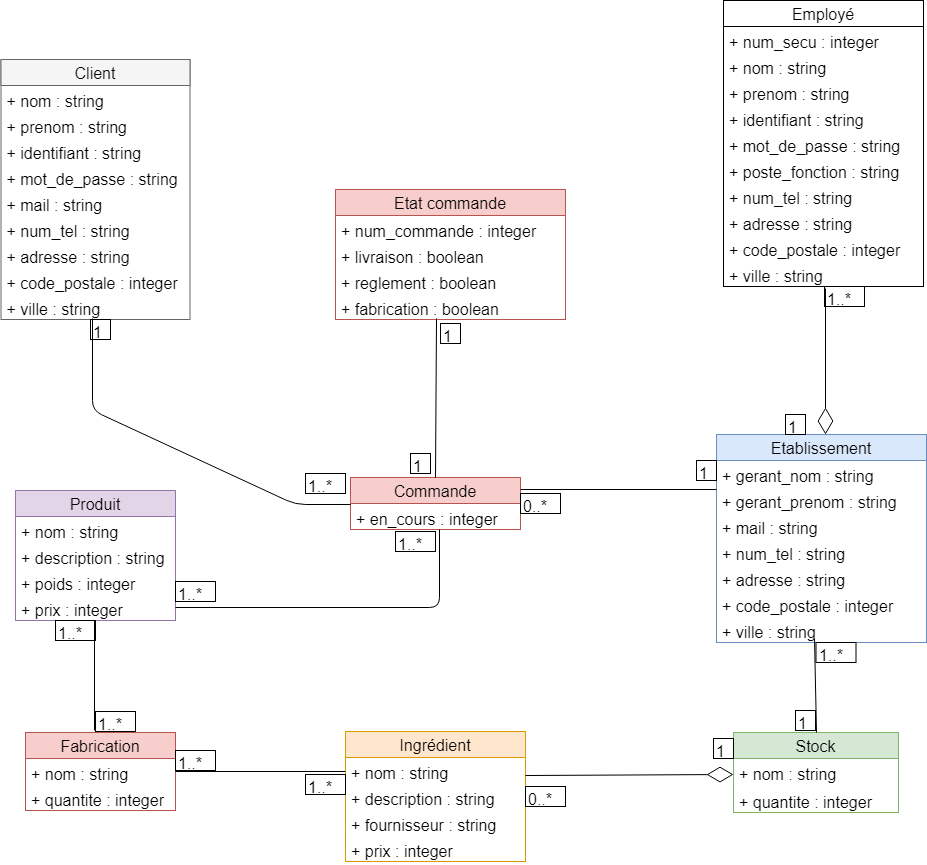 Employé
+ num_secu : integer
+ nom : string
+ prenom : string
+ identifiant : string
+ mot_de_passe : string
+ poste_fonction : string
+ num_tel : string
+ adresse : string
+ code_postale : integer
+ ville : string
1..*
Client
+ nom : string
+ prenom : string
+ identifiant : string
+ mot_de_passe : string
+ mail : string
+ num_tel : string
+ adresse : string
+ code_postale : integer
+ ville : string
1
Etat commande
+ num_commande : integer
+ livraison : boolean
+ reglement : boolean
+ fabrication : boolean
1
1
1..*
Commande
+ en_cours : integer
0..*
1..*
1
1
Etablissement
+ gerant_nom : string
+ gerant_prenom : string
+ mail : string
+ num_tel : string
+ adresse : string
+ code_postale : integer
+ ville : string
1..*
Produit
+ nom : string
+ description : string
+ poids : integer
+ prix : integer
1..*
1..*
1..*
Fabrication
+ nom : string
+ quantite : integer
1..*
1..*
Ingrédient
+ nom : string
+ description : string
+ fournisseur : string
+ prix : integer
0..*
1
1
Stock
+ nom : string
+ quantite : integer